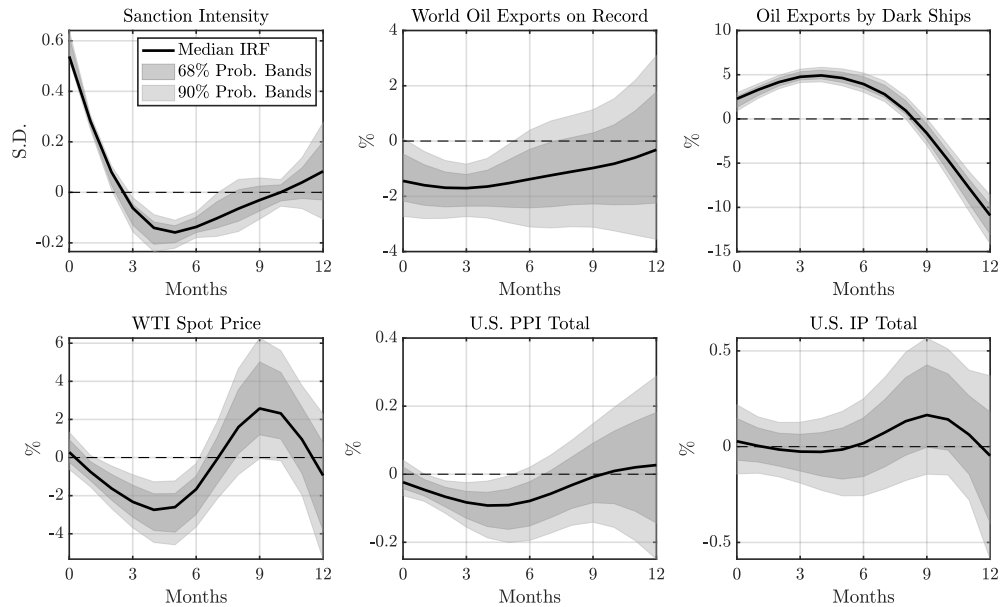 Sanction Intensity
0.6
0.4
0.2
0
-0.2
S.D.
Median IRF
68% Prob. Bands
90% Prob. Bands
0 3 6 9 12
Months
World Oil Exports on Record
4
2
0
-2
-4
%
0 3 6 9 12
Months
Oil Exports by Dark Ships
10
5
0
-5
-10
-15
%
0 3 6 9 12
Months
WTI Spot Price
6
4
2
0
-2
-4
%
0 3 6 9 12
Months
U.S. PPI Total
0.4
0.2
0
-0.2
%
0 3 6 9 12
Months
U.S. IP Total
0.5
0
-0.5
%
0 3 6 9 12
Months